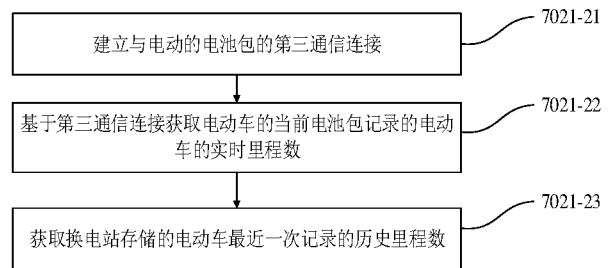 建立与电动的电池包的第三通信连接
7021-21
基于第三通信连接获取电动车的当前电池包记录的电动
车的实时里程数
7021-22
获取换电站存储的电动车最近一次记录的历史里程数
7021-23